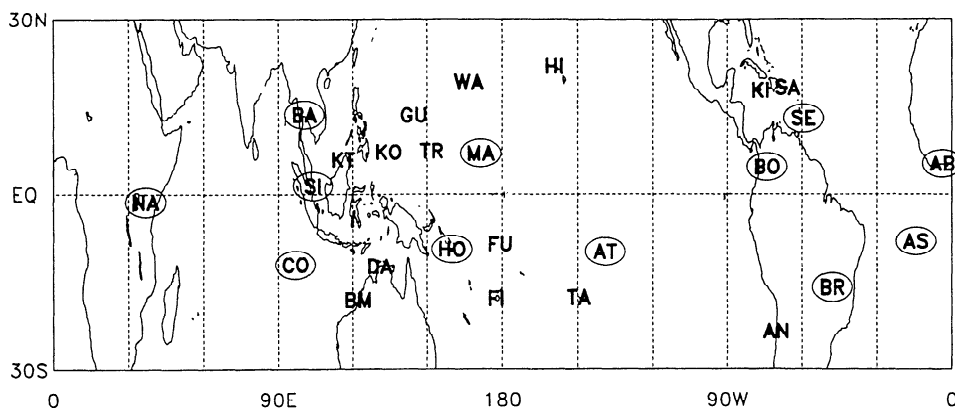 30N
HI
WA
KI SA
BA GU SE
KT KO TR MA BO AB
SI
EQ NA
HO FU AT AS
CO DA
BM FI TA BR
AN
30S
0 90E 180 90W 0